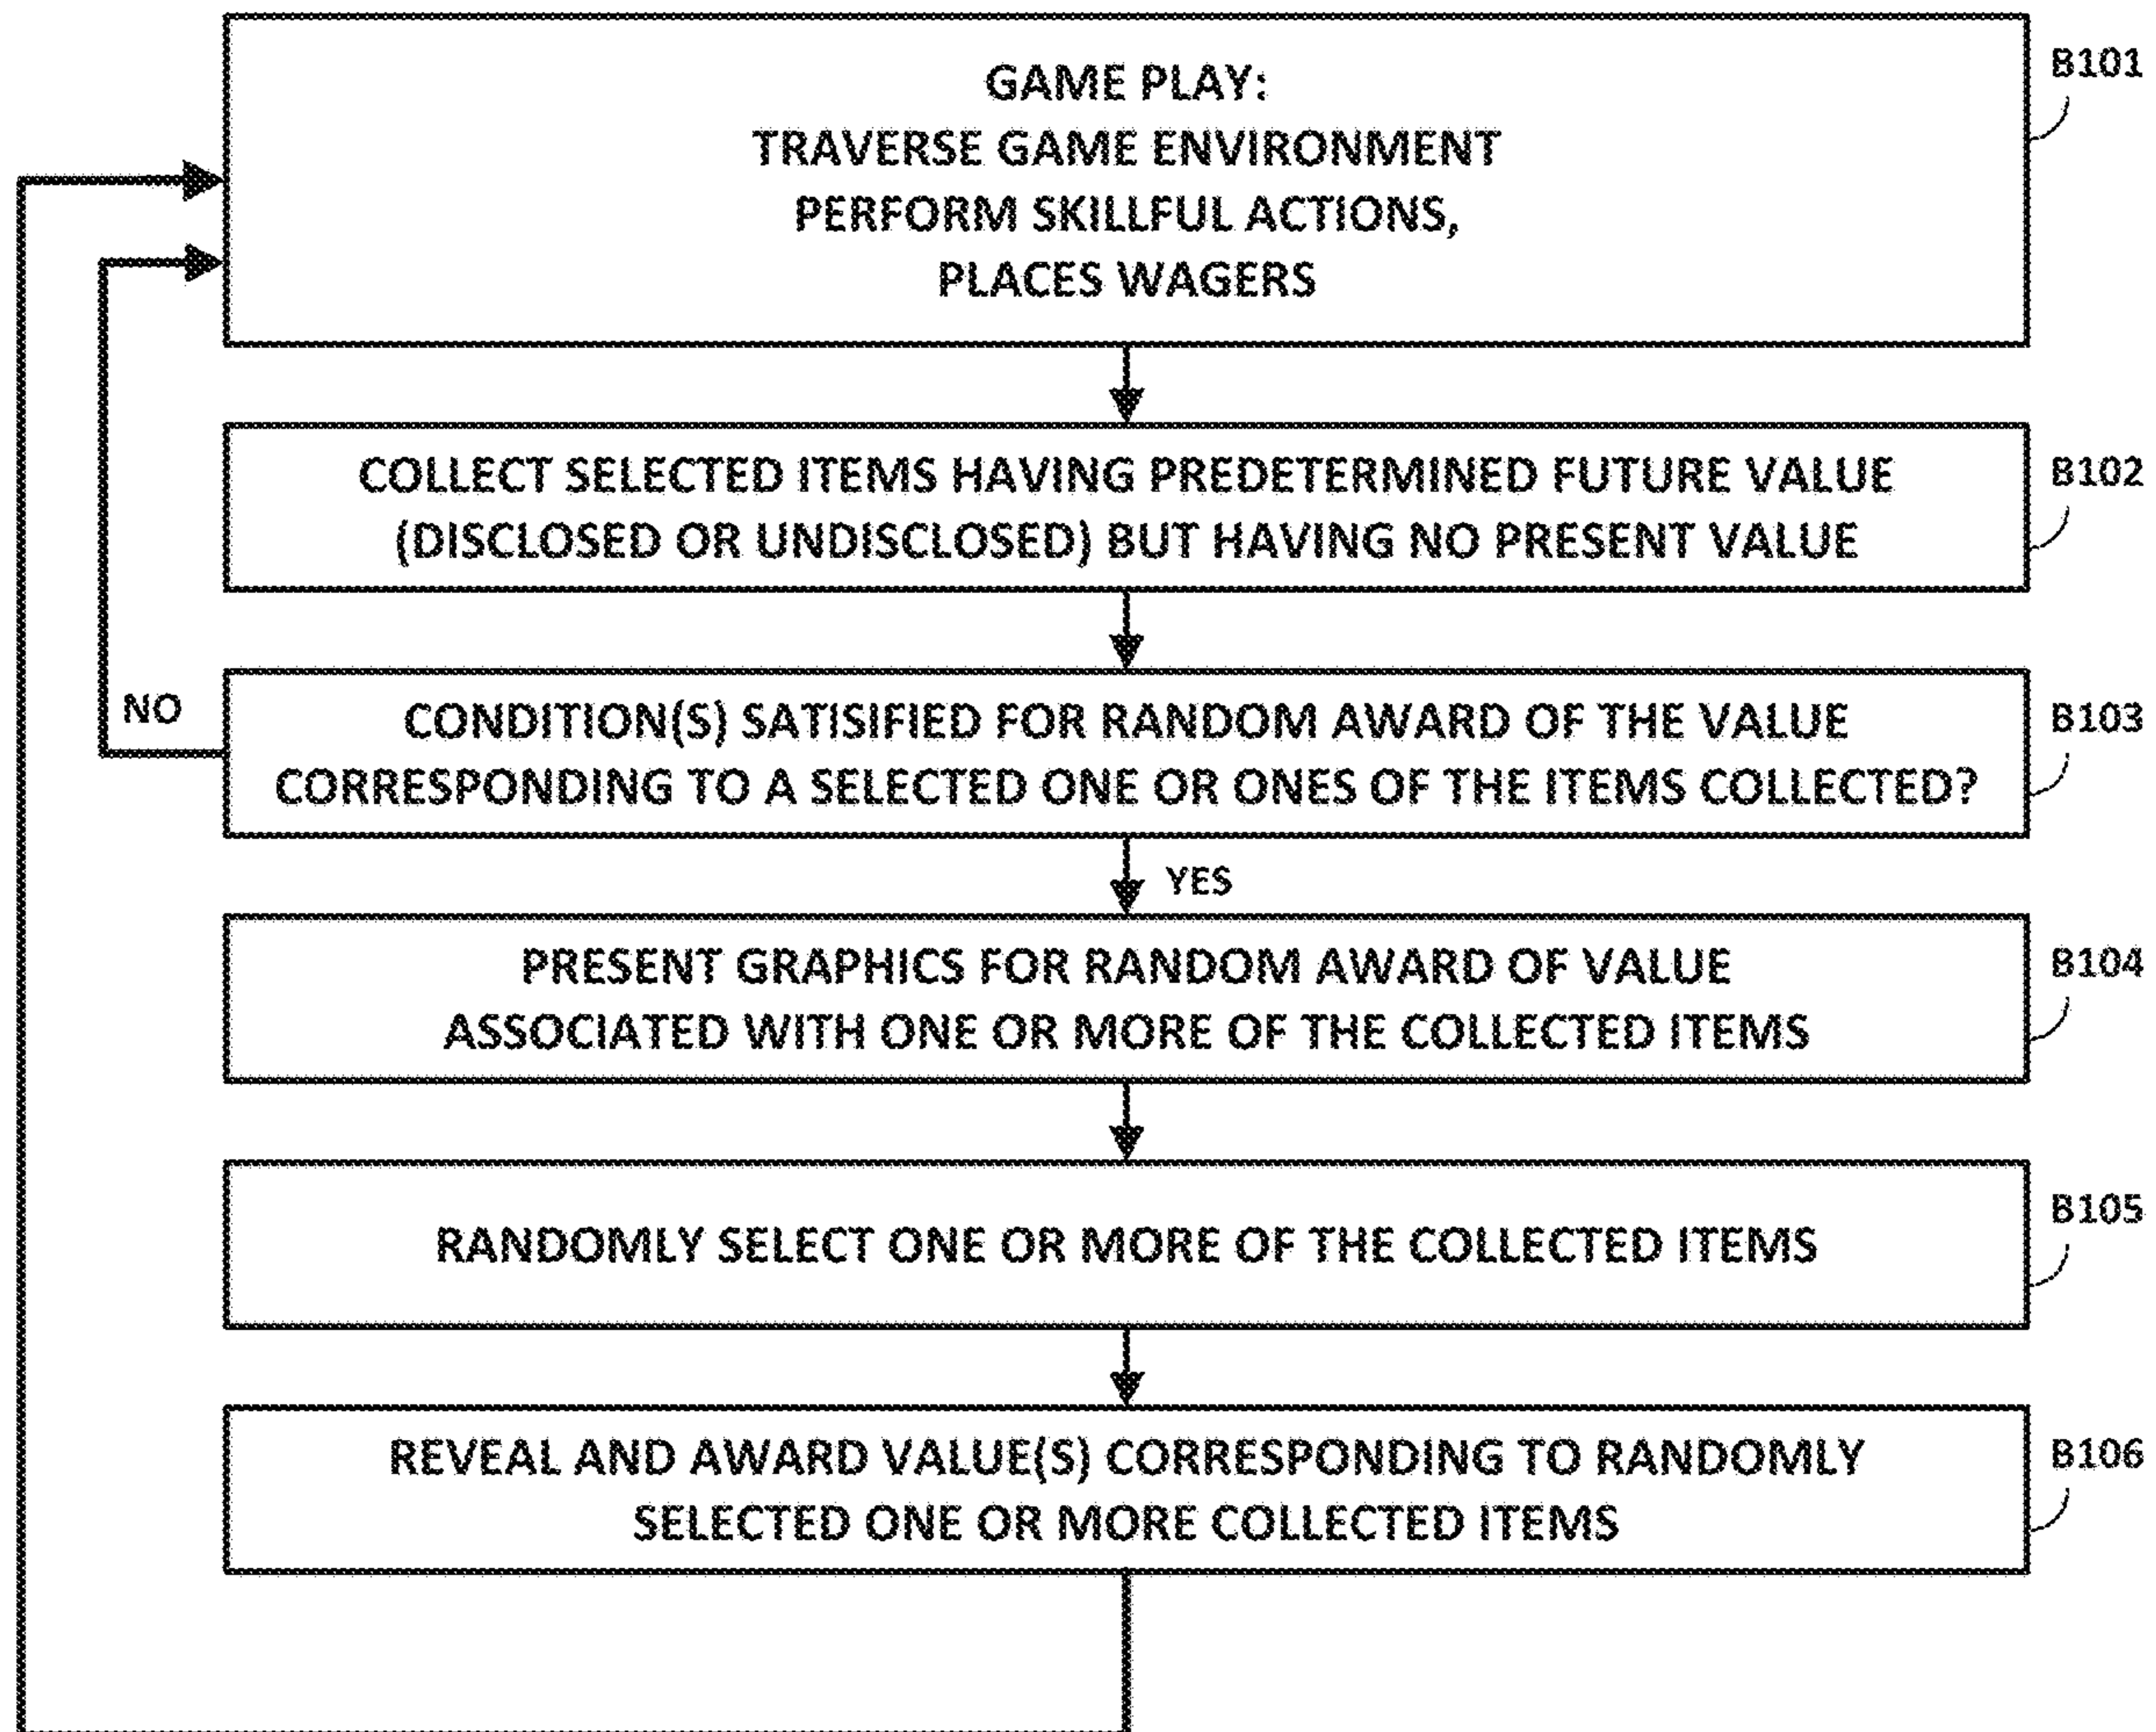 GAME PLAY:
TRAVERSE GAME ENVIRONMENT
PERFORM SKILLFUL ACTIONS,
PLACES WAGERS
B101
COLLECT SELECTED ITEMS HAVING PREDETERMINED FUTURE VALUE
(DISCLOSED OR UNDISCLOSED) BUT HAVING NO PRESENT VALUE
B102
NO
CONDITION(S) SATISIFIED FOR RANDOM AWARD OF THE VALUE
CORRESPONDING TO A SELECTED ONE OR ONES OF THE ITEMS COLLECTED?
B103
YES
PRESENT GRAPHICS FOR RANDOM AWARD OF VALUE
ASSOCIATED WITH ONE OR MORE OF THE COLLECTED ITEMS
B104
RANDOMLY SELECT ONE OR MORE OF THE COLLECTED ITEMS
B105
REVEAL AND AWARD VALUE(S) CORRESPONDING TO RANDOMLY
SELECTED ONE OR MORE COLLECTED ITEMS
B106